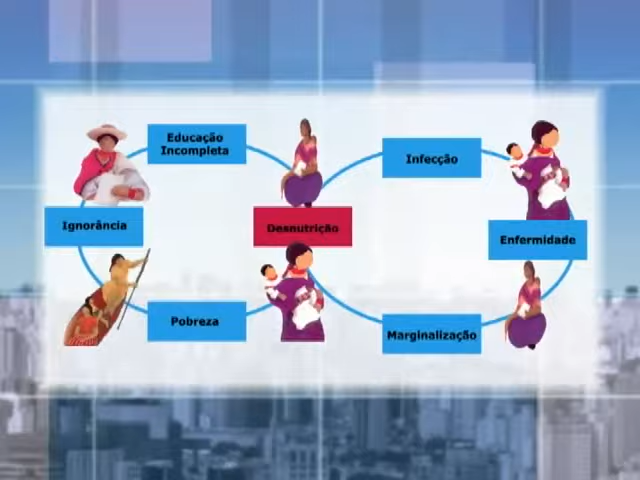 Educação
Incompleta
Infecção
Ignorância
Desnutrição
Enfermidade
Pobreza
Marginalização